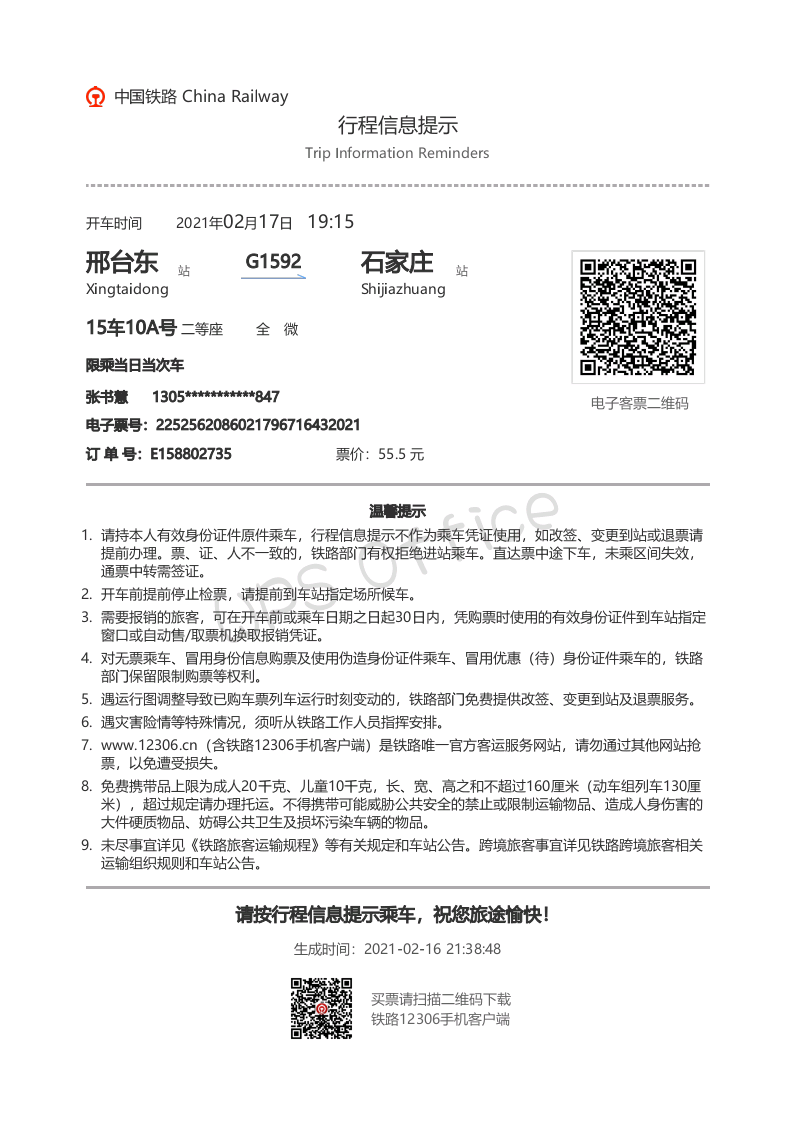 中国铁路 China Railway
行程信息提示
Trip Information Reminders
开车时间 2021年02月17日 19:15
邢台东 站 G1592 石家庄 站
Xingtaidong Shijiazhuang
15车10A号 二等座 全 微
限乘当日当次车
张书慧 1305***********847
电子客票二维码
电子票号：2252562086021796716432021
订 单 号：E158802735 票价：55.5 元
温馨提示
1. 请持本人有效身份证件原件乘车，行程信息提示不作为乘车凭证使用，如改签、变更到站或退票请
提前办理。票、证、人不一致的，铁路部门有权拒绝进站乘车。直达票中途下车，未乘区间失效，
通票中转需签证。
2. 开车前提前停止检票，请提前到车站指定场所候车。
3. 需要报销的旅客，可在开车前或乘车日期之日起30日内，凭购票时使用的有效身份证件到车站指定
窗口或自动售/取票机换取报销凭证。
4. 对无票乘车、冒用身份信息购票及使用伪造身份证件乘车、冒用优惠（待）身份证件乘车的，铁路
部门保留限制购票等权利。
5. 遇运行图调整导致已购车票列车运行时刻变动的，铁路部门免费提供改签、变更到站及退票服务。
6. 遇灾害险情等特殊情况，须听从铁路工作人员指挥安排。
7. www.12306.cn（含铁路12306手机客户端）是铁路唯一官方客运服务网站，请勿通过其他网站抢
票，以免遭受损失。
8. 免费携带品上限为成人20千克、儿童10千克，长、宽、高之和不超过160厘米（动车组列车130厘
米），超过规定请办理托运。不得携带可能威胁公共安全的禁止或限制运输物品、造成人身伤害的
大件硬质物品、妨碍公共卫生及损坏污染车辆的物品。
9. 未尽事宜详见《铁路旅客运输规程》等有关规定和车站公告。跨境旅客事宜详见铁路跨境旅客相关
运输组织规则和车站公告。
WPS Office
请按行程信息提示乘车，祝您旅途愉快！
生成时间：2021-02-16 21:38:48
买票请扫描二维码下载
铁路12306手机客户端